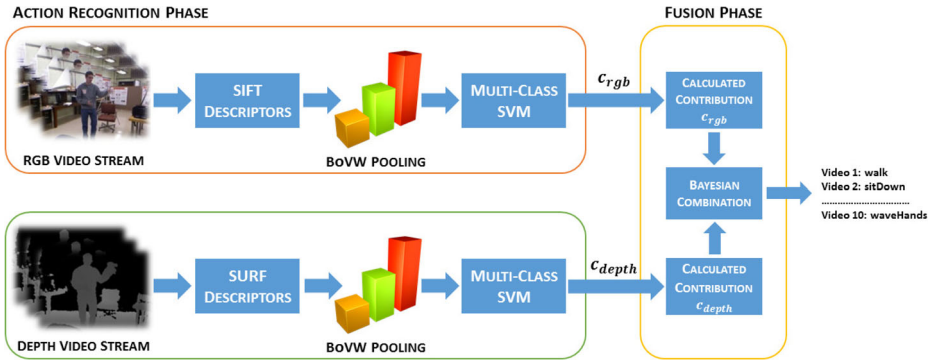 ACTION RECOGNITION PHASE
FUSION PHASE
SIFT
DESCRIPTORS
MULTI-CLASS
SVM
c_rgb
CALCULATED
CONTRIBUTION
c_rgb
RGB VIDEO STREAM
BOVW POOLING
BAYESIAN
COMBINATION
Video 1: walk
Video 2: sitDown
................................
Video 10: waveHands
SURF
DESCRIPTORS
MULTI-CLASS
SVM
c_depth
CALCULATED
CONTRIBUTION
c_depth
DEPTH VIDEO STREAM
BOVW POOLING